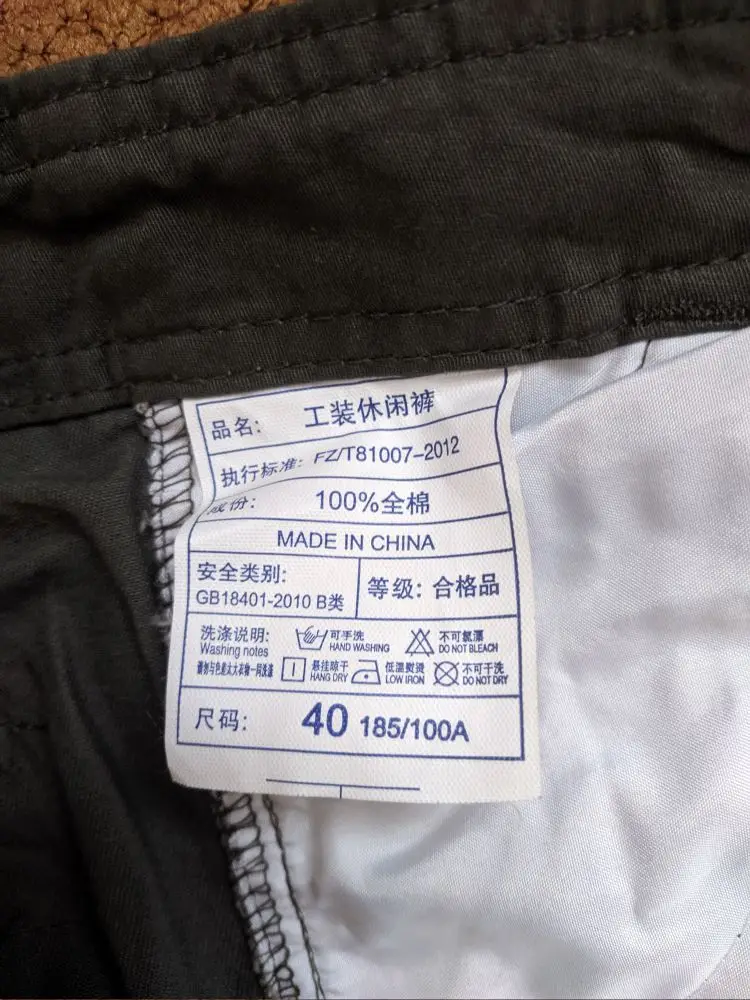 品名: 工装休闲裤
执行标准: FZ/T81007-2012
成份: 100%全棉
MADE IN CHINA
安全类别:
GB18401-2010 B类
等级: 合格品
洗涤说明:
Washing notes
可手洗
HAND WASHING
不可氯漂
DO NOT BLEACH
悬挂晾干
HANG DRY
低温熨烫
LOW IRON
不可干洗
DO NOT DRY
尺码: 40 185/100A